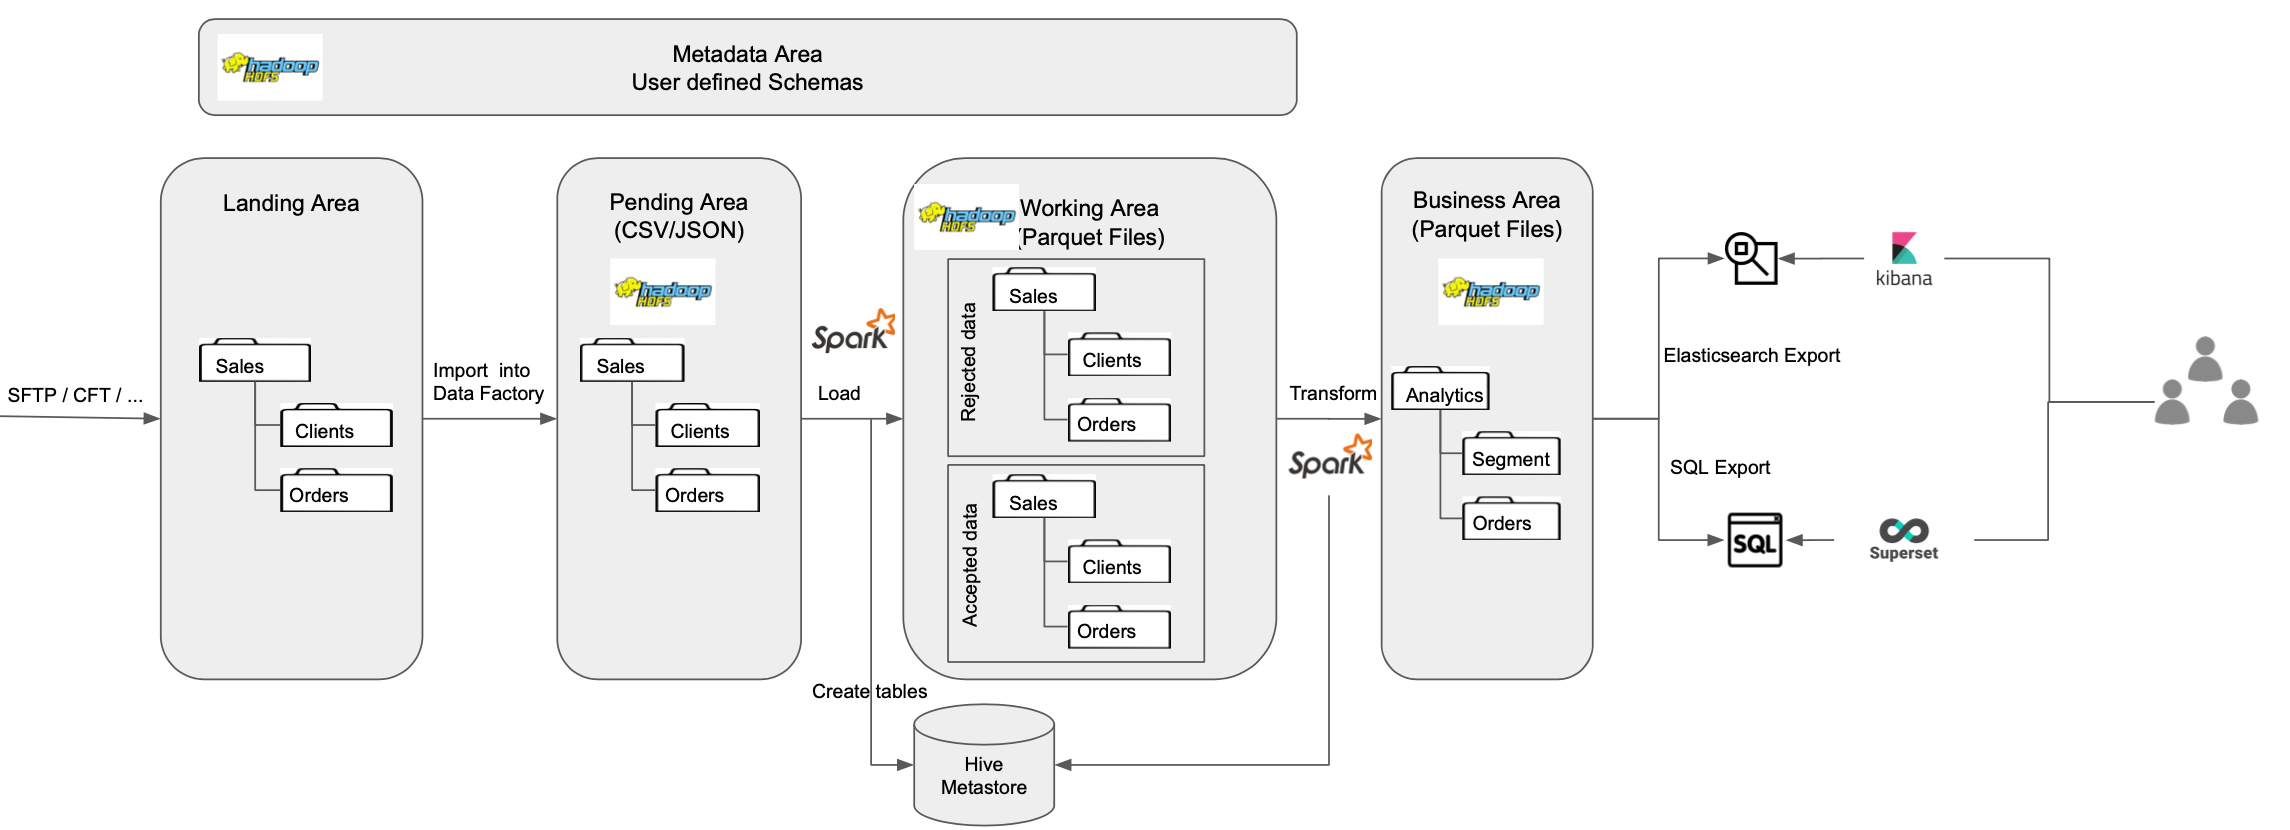 hadoop
HDFS
Metadata Area
User defined Schemas
SFTP / CFT / ...
Landing Area
Sales
Clients
Orders
Import into
Data Factory
Pending Area
(CSV/JSON)
hadoop
HDFS
Sales
Clients
Orders
Spark
Load
Create tables
hadoop
HDFS
Working Area
(Parquet Files)
Rejected data
Sales
Clients
Orders
Accepted data
Sales
Clients
Orders
Hive
Metastore
Transform
Spark
Business Area
(Parquet Files)
hadoop
HDFS
Analytics
Segment
Orders
Elasticsearch Export
SQL Export
kibana
SQL
Superset